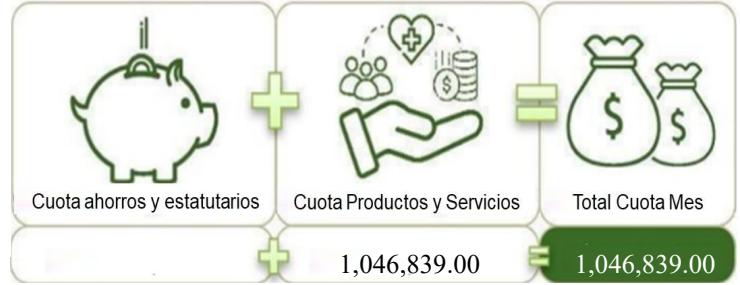 Cuota ahorros y estatutarios
Cuota Productos y Servicios
Total Cuota Mes
+ 1,046,839.00 = 1,046,839.00